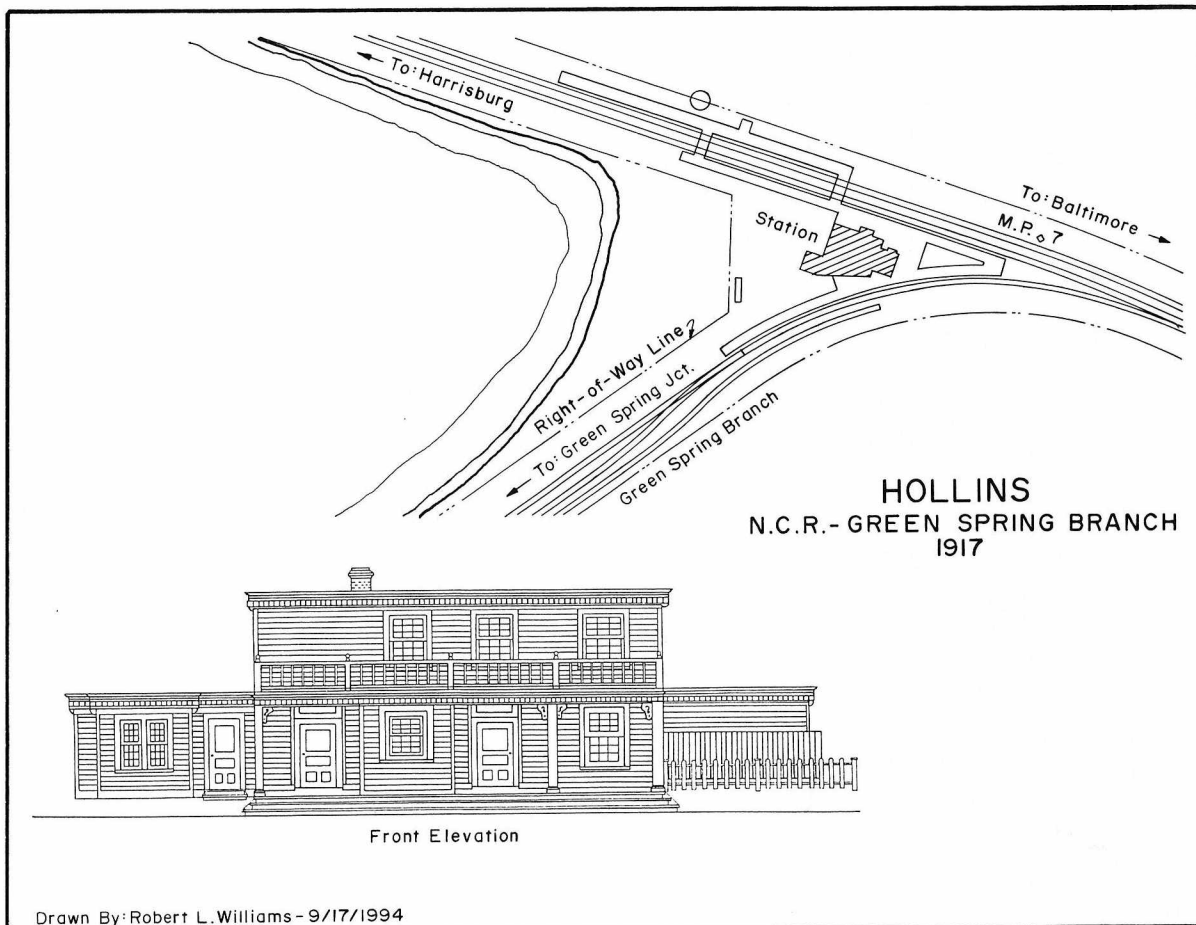 To: Harrisburg
To: Baltimore
M.P. 7
Station
Right-of-Way Line
To: Green Spring Jct.
Green Spring Branch
HOLLINS
N.C.R.- GREEN SPRING BRANCH
1917
Front Elevation
Drawn By: Robert L. Williams - 9/17/1994